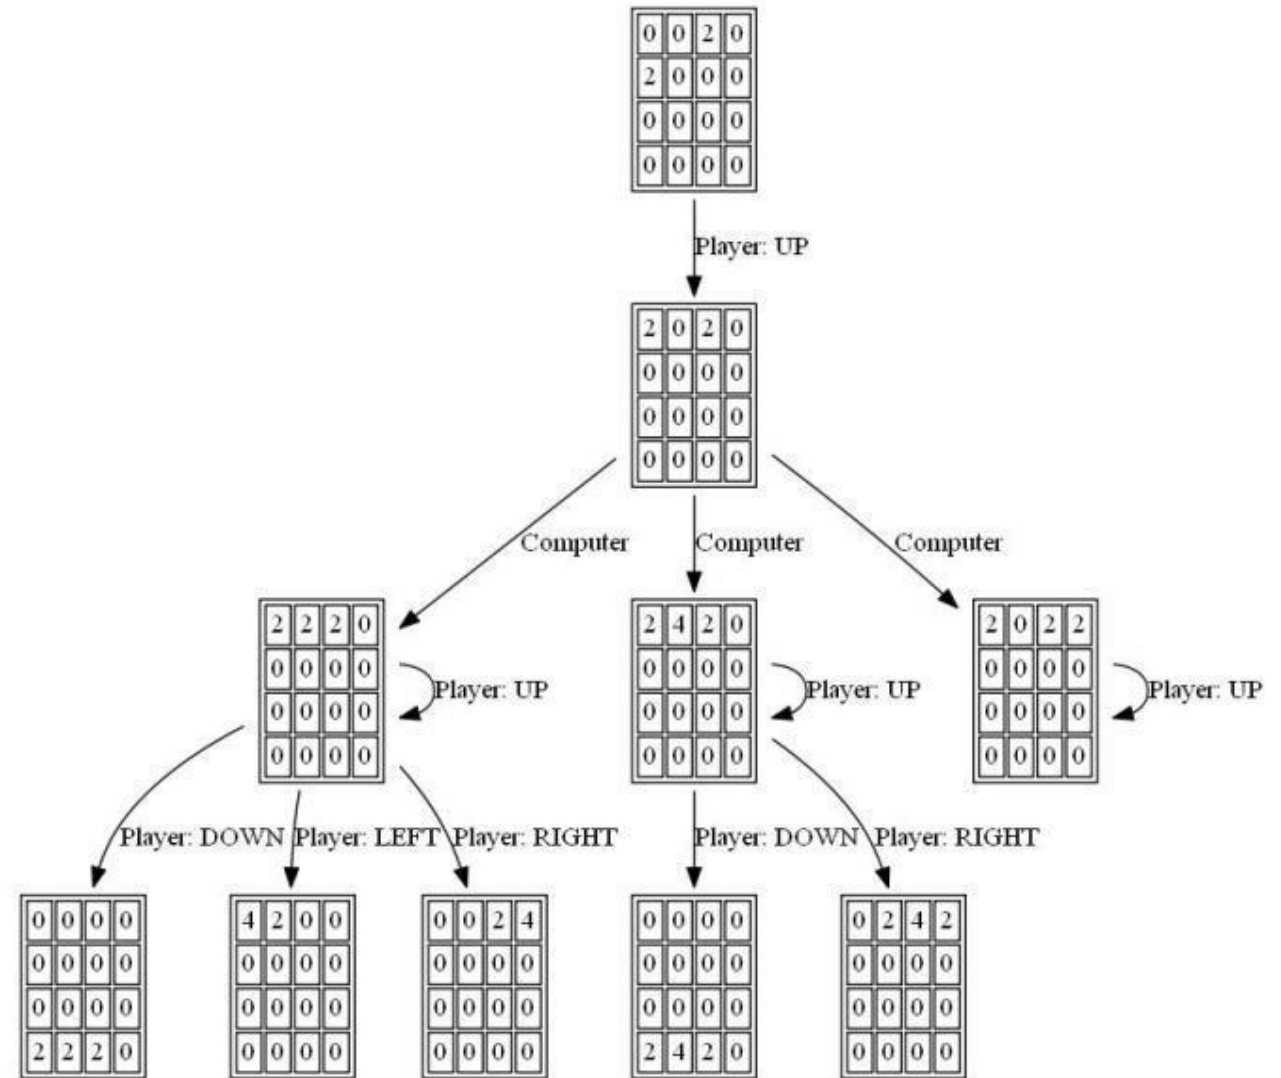 0 0 2 0
2 0 0 0
0 0 0 0
0 0 0 0
Player: UP
2 0 2 0
0 0 0 0
0 0 0 0
0 0 0 0
Computer Computer Computer
2 2 2 0 2 4 2 0 2 0 2 2
0 0 0 0 0 0 0 0 0 0 0 0
Player: UP Player: UP Player: UP
0 0 0 0 0 0 0 0 0 0 0 0
0 0 0 0 0 0 0 0 0 0 0 0
Player: DOWN Player: LEFT Player: RIGHT Player: DOWN Player: RIGHT
0 0 0 0 4 2 0 0 0 0 2 4 0 0 0 0 0 2 4 2
0 0 0 0 0 0 0 0 0 0 0 0 0 0 0 0 0 0 0 0
0 0 0 0 0 0 0 0 0 0 0 0 0 0 0 0 0 0 0 0
2 2 2 0 0 0 0 0 0 0 0 0 2 4 2 0 0 0 0 0